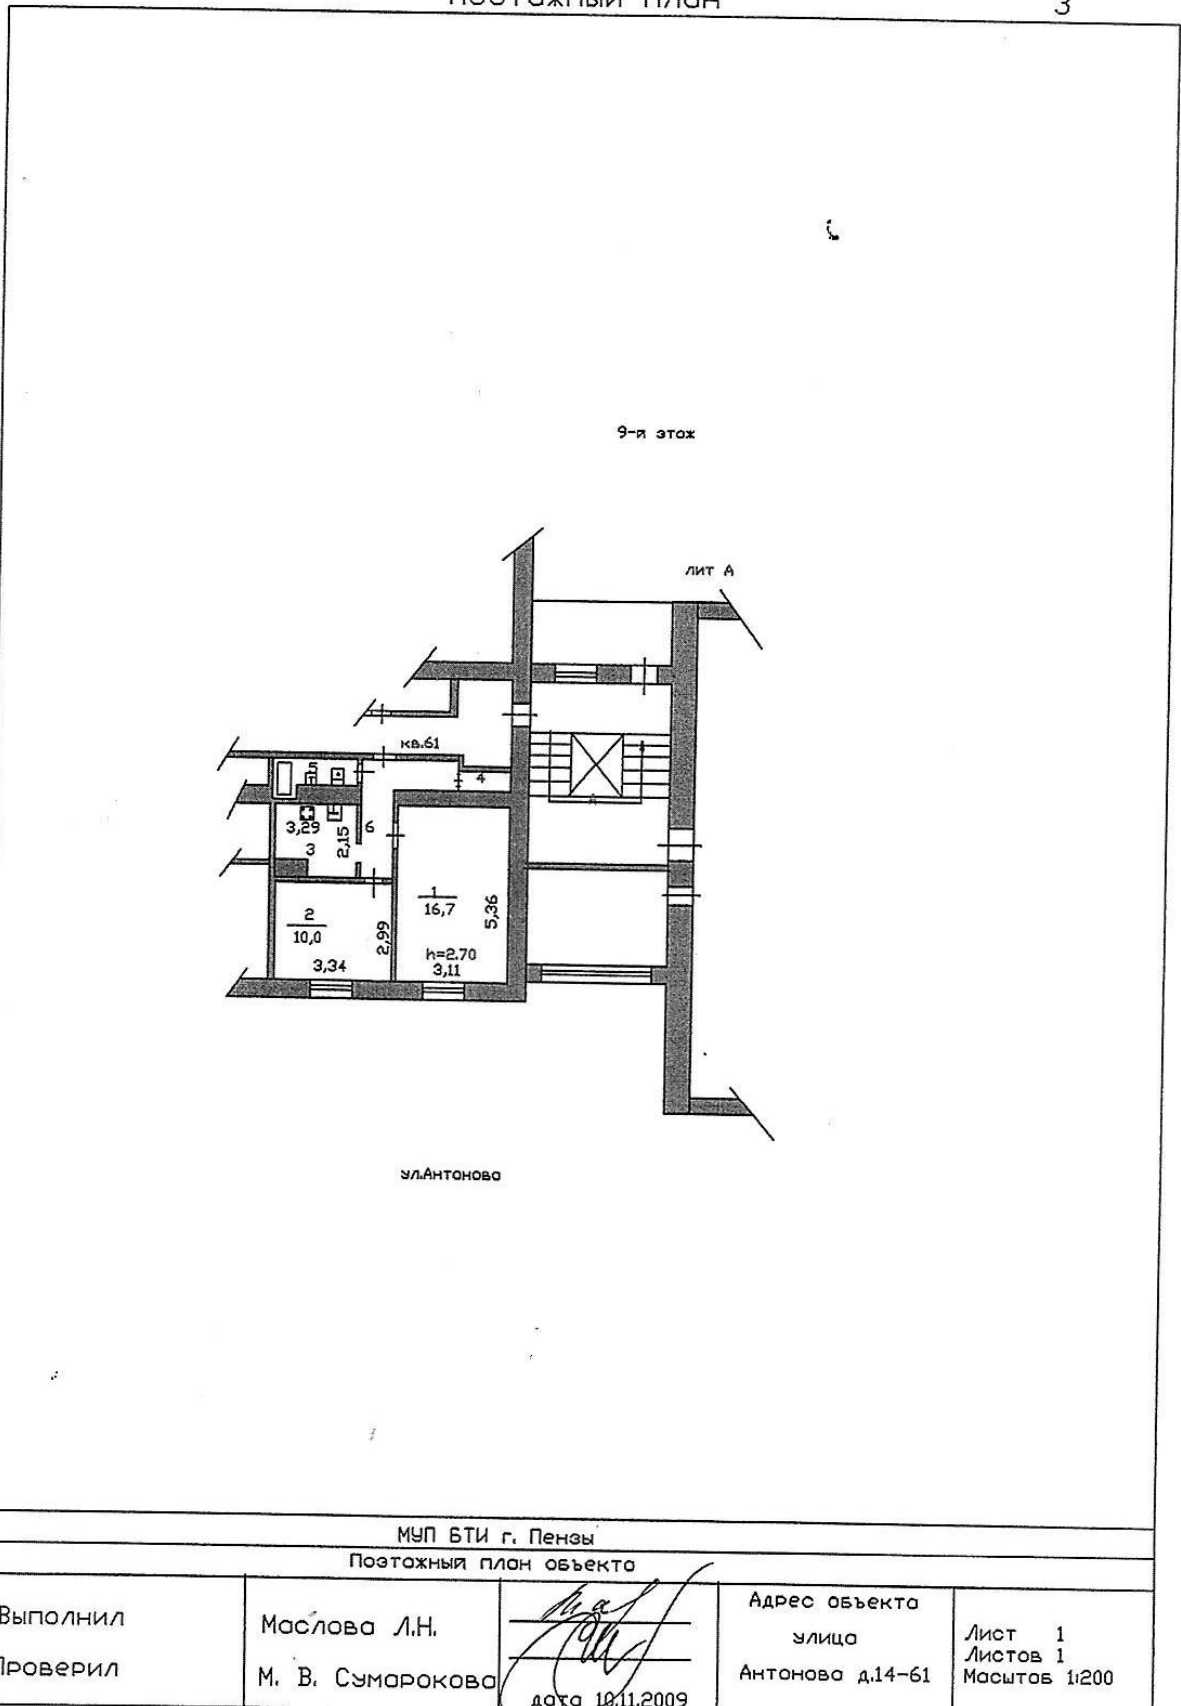 Поэтажный план
3
9-й этаж
лит А
кв.61
5
4
3,29
2,15
6
3
1
16,7
5,36
2
10,0
2,99
h=2.70
3,34
3,11
ул.Антонова
МУП БТИ г. Пензы
Поэтажный план объекта
Выполнил
Маслова Л.Н.
Проверил
М. В. Сумарокова
дата 10.11.2009
Адрес объекта
улица
Антонова д.14-61
Лист 1
Листов 1
Масштаб 1:200